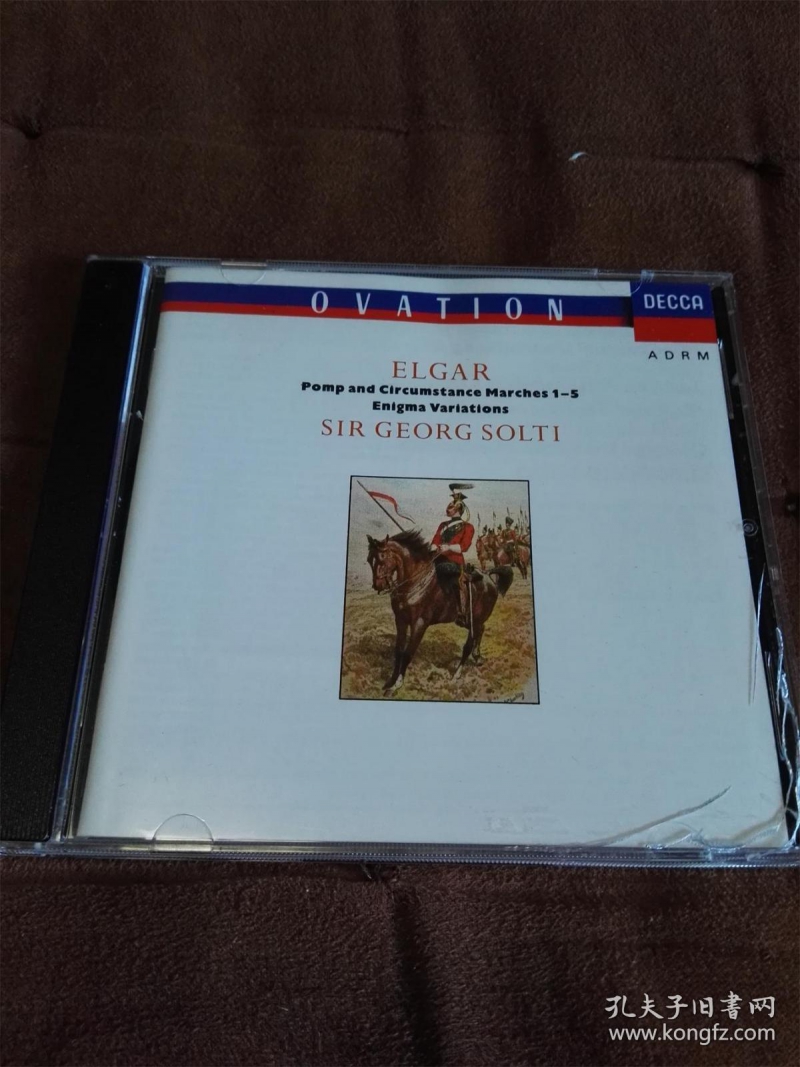 OVATION
DECCA
ADRM
ELGAR
Pomp and Circumstance Marches 1–5
Enigma Variations
SIR GEORG SOLTI
孔夫子旧书网
www.kongfz.com